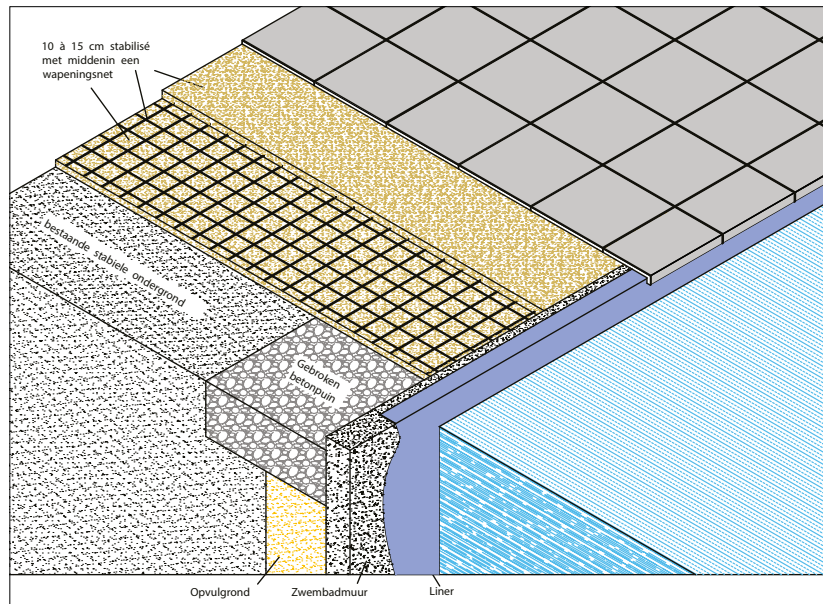 10 à 15 cm stabilisé
met middenin een
wapeningsnet
bestaande stabiele ondergrond
Gebroken
betonpuin
Opvulgrond
Zwembadmuur
Liner